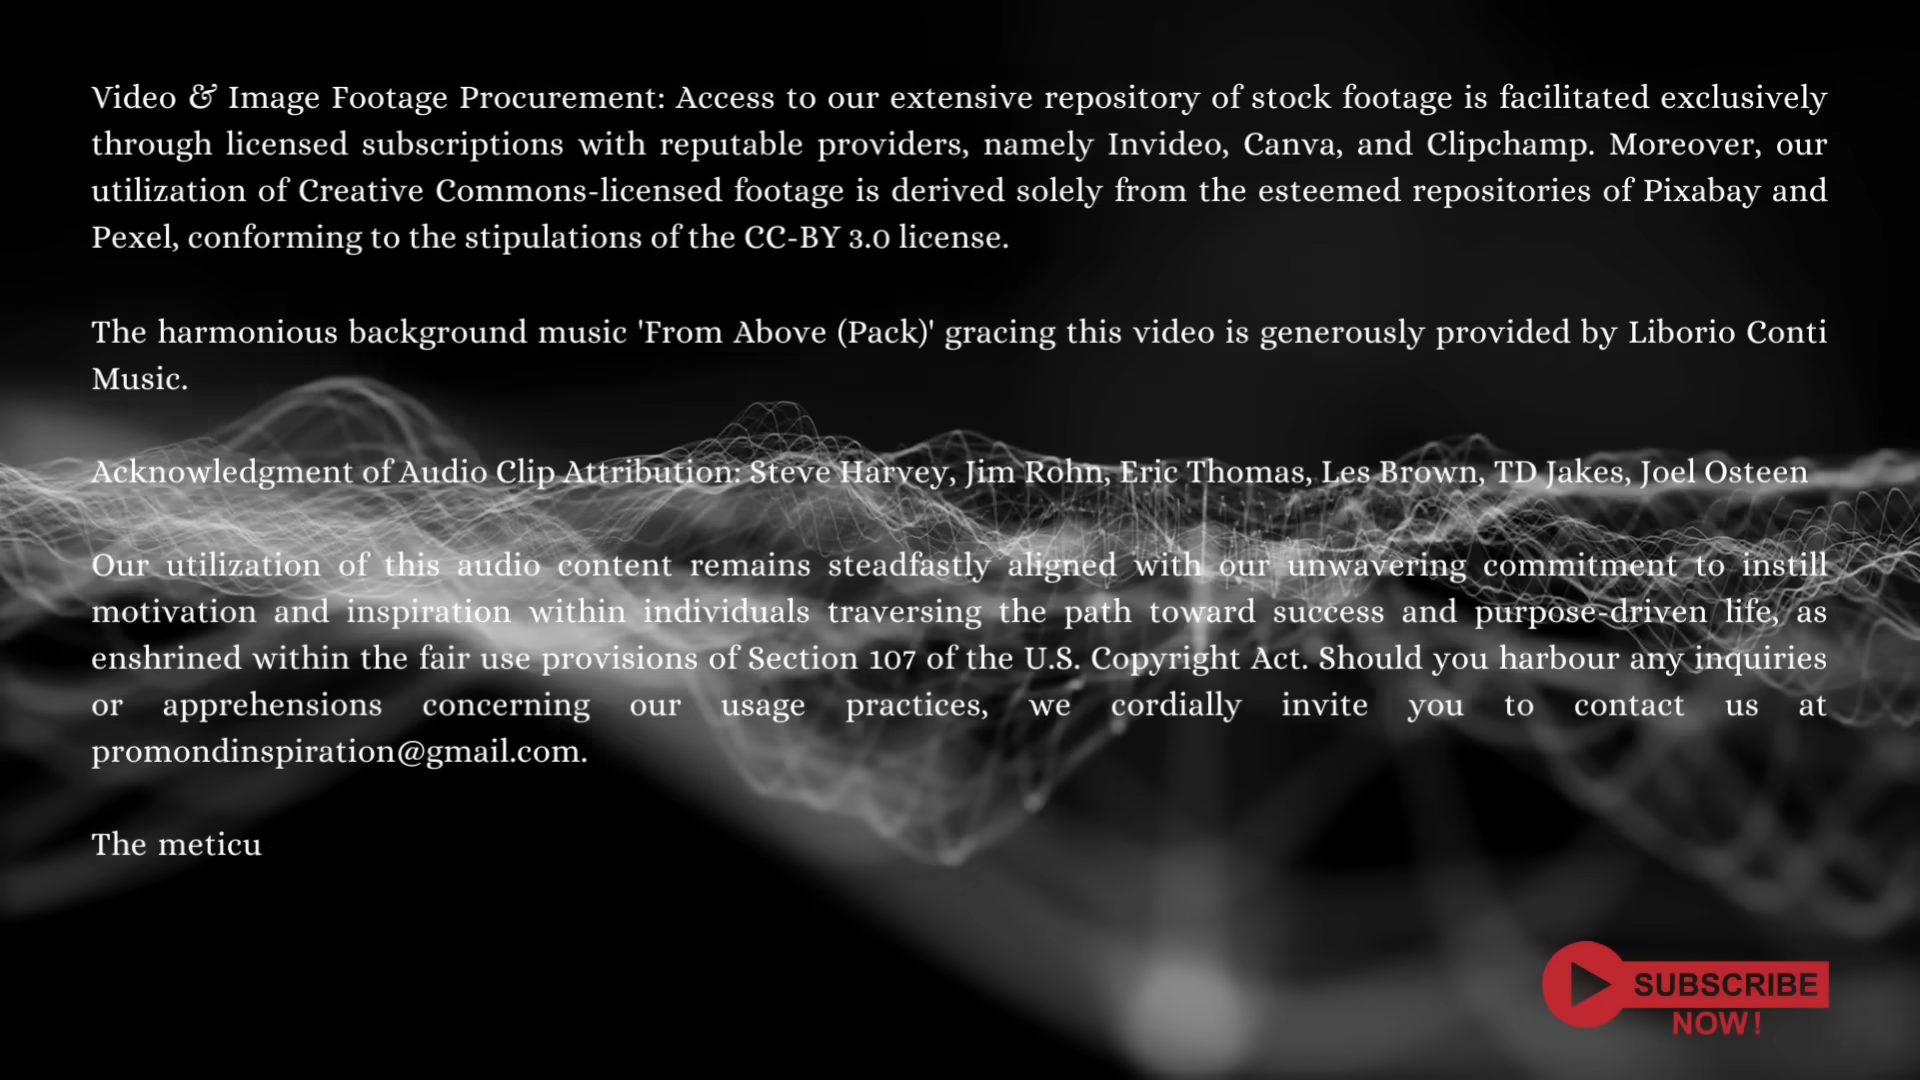 Video & Image Footage Procurement: Access to our extensive repository of stock footage is facilitated exclusively
through licensed subscriptions with reputable providers, namely Invideo, Canva, and Clipchamp. Moreover, our
utilization of Creative Commons-licensed footage is derived solely from the esteemed repositories of Pixabay and
Pexel, conforming to the stipulations of the CC-BY 3.0 license.
The harmonious background music 'From Above (Pack)' gracing this video is generously provided by Liborio Conti
Music.
Acknowledgment of Audio Clip Attribution: Steve Harvey, Jim Rohn, Eric Thomas, Les Brown, TD Jakes, Joel Osteen
Our utilization of this audio content remains steadfastly aligned with our unwavering commitment to instill
motivation and inspiration within individuals traversing the path toward success and purpose-driven life, as
enshrined within the fair use provisions of Section 107 of the U.S. Copyright Act. Should you harbour any inquiries
or apprehensions concerning our usage practices, we cordially invite you to contact us at
promondinspiration@gmail.com.
The meticu
SUBSCRIBE
NOW!